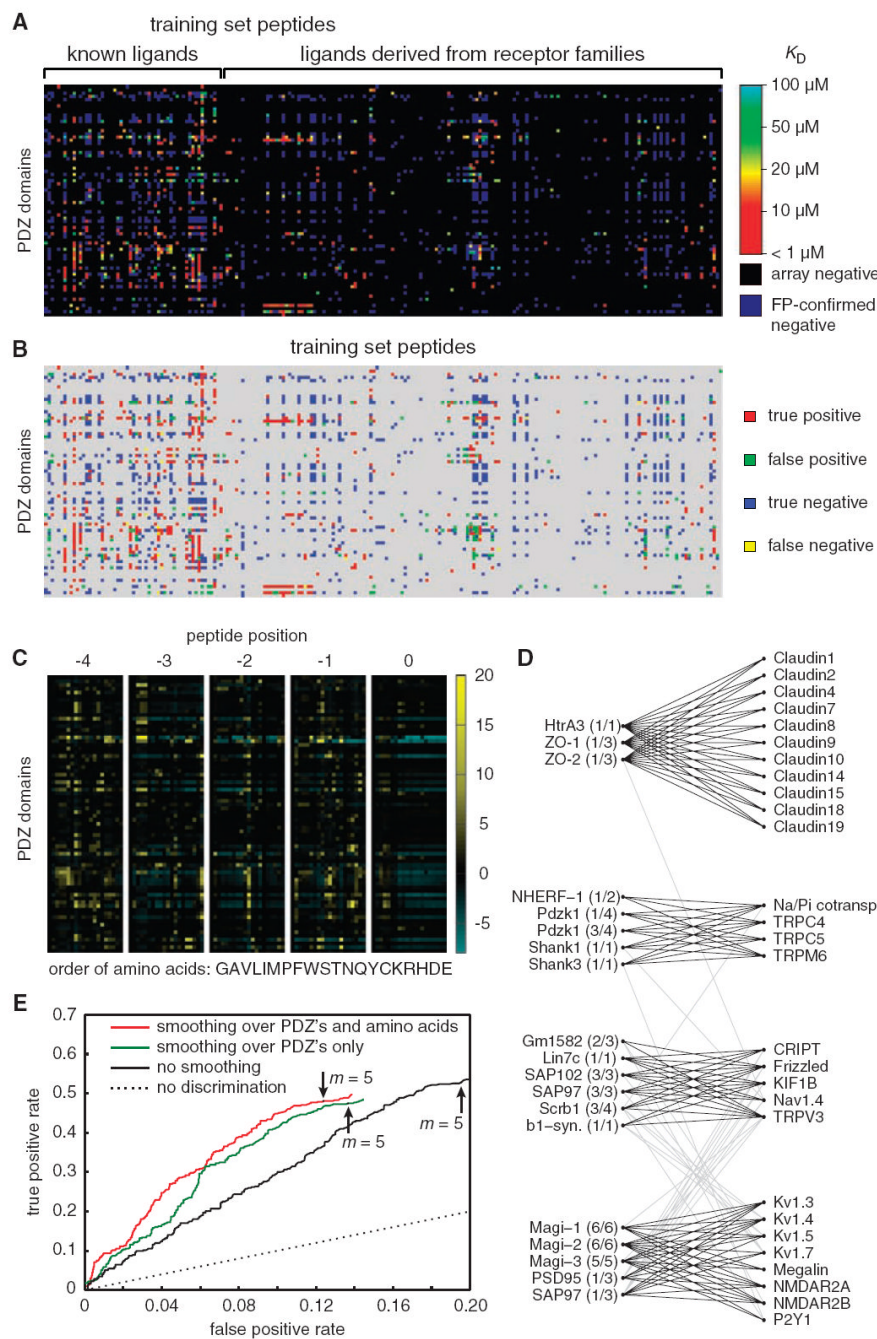 A
training set peptides
known ligands
ligands derived from receptor families
PDZ domains
K_D
100 μM
50 μM
20 μM
10 μM
< 1 μM
array negative
FP-confirmed
negative
B
training set peptides
PDZ domains
true positive
false positive
true negative
false negative
C
peptide position
-4 -3 -2 -1 0
PDZ domains
20
15
10
5
0
-5
order of amino acids: GAVLIMPFWSTNQYCKRHDE
D
HtrA3 (1/1)
ZO-1 (1/3)
ZO-2 (1/3)
Claudin1
Claudin2
Claudin4
Claudin7
Claudin8
Claudin9
Claudin10
Claudin14
Claudin15
Claudin18
Claudin19
NHERF-1 (1/2)
Pdzk1 (1/4)
Pdzk1 (3/4)
Shank1 (1/1)
Shank3 (1/1)
Na/Pi cotransp
TRPC4
TRPC5
TRPM6
Gm1582 (2/3)
Lin7c (1/1)
SAP102 (3/3)
SAP97 (3/3)
Scrb1 (3/4)
b1-syn. (1/1)
CRIPT
Frizzled
KIF1B
Nav1.4
TRPV3
Magi-1 (6/6)
Magi-2 (6/6)
Magi-3 (5/5)
PSD95 (1/3)
SAP97 (1/3)
Kv1.3
Kv1.4
Kv1.5
Kv1.7
Megalin
NMDAR2A
NMDAR2B
P2Y1
E
0.7
0.6
0.5
0.4
0.3
0.2
0.1
0
true positive rate
smoothing over PDZ's and amino acids
smoothing over PDZ's only
no smoothing
no discrimination
m = 5
m = 5
m = 5
0 0.04 0.08 0.12 0.16 0.20
false positive rate